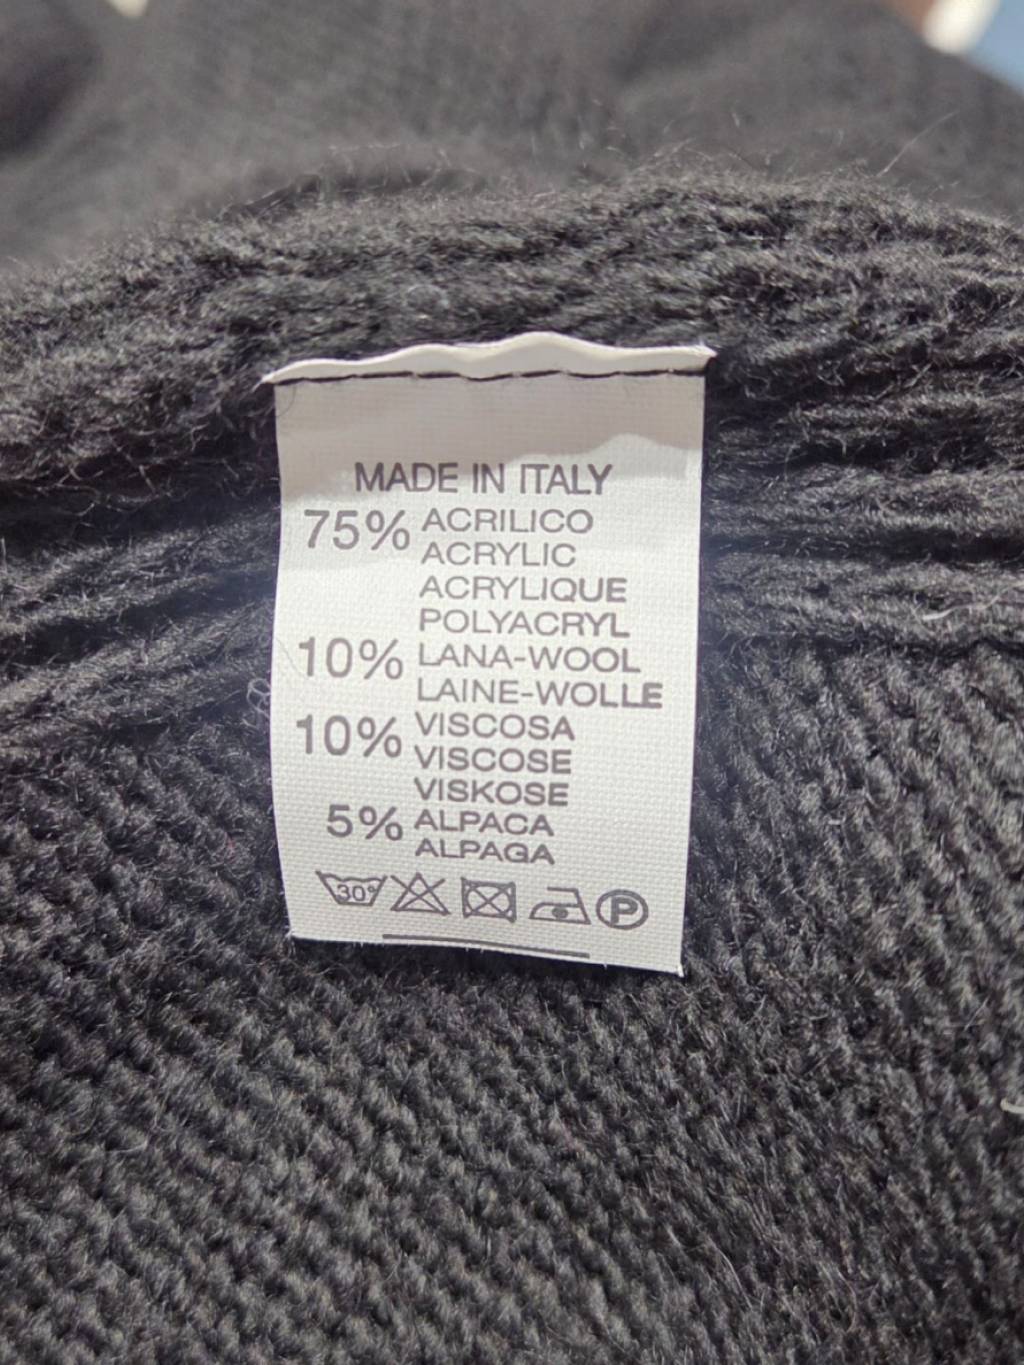 MADE IN ITALY
75% ACRILICO
ACRYLIC
ACRYLIQUE
POLYACRYL
10% LANA-WOOL
LAINE-WOLLE
10% VISCOSA
VISCOSE
VISKOSE
5% ALPACA
ALPAGA
30° P